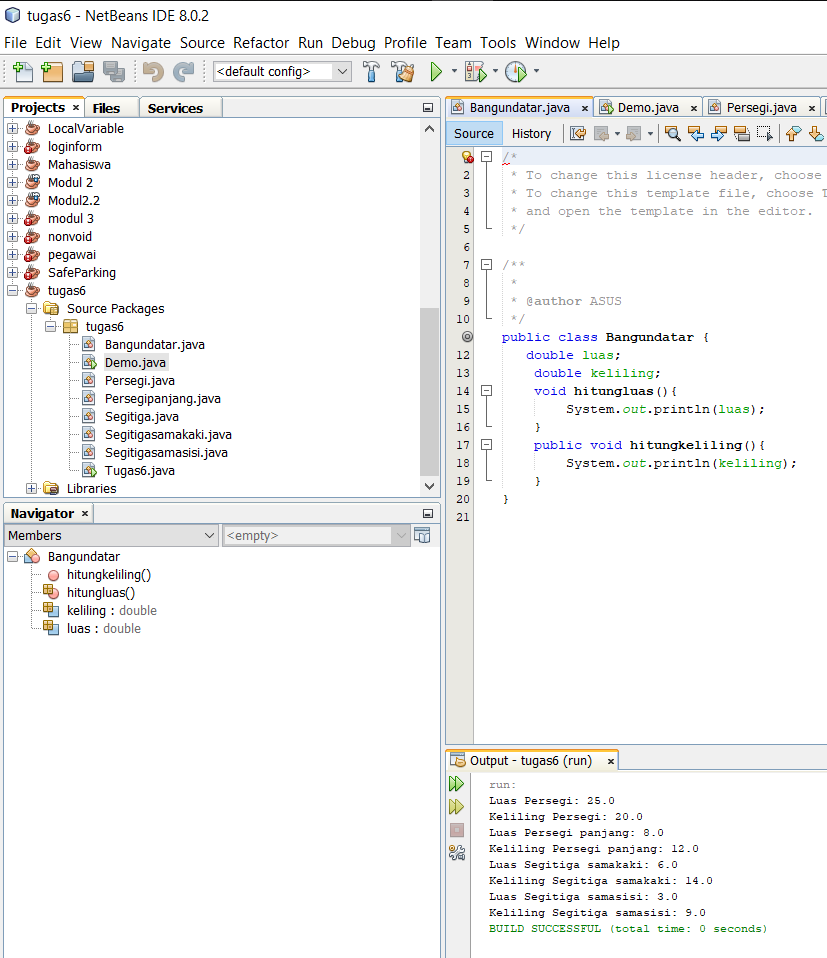 tugas6 - NetBeans IDE 8.0.2
File Edit View Navigate Source Refactor Run Debug Profile Team Tools Window Help
<default config>
Projects × Files Services
LocalVariable
loginform
Mahasiswa
Modul 2
Modul2.2
modul 3
nonvoid
pegawai
SafeParking
tugas6
Source Packages
tugas6
Bangundatar.java
Demo.java
Persegi.java
Persegipanjang.java
Segitiga.java
Segitigasamakaki.java
Segitigasamasisi.java
Tugas6.java
Libraries
Navigator ×
Members <empty>
Bangundatar
hitungkeliling()
hitungluas()
keliling : double
luas : double
Bangundatar.java × Demo.java × Persegi.java ×
Source History
/*
2 * To change this license header, choose
3 * To change this template file, choose T
4 * and open the template in the editor.
5 */
6
7 /**
8 *
9 * @author ASUS
10 */
public class Bangundatar {
12 double luas;
13 double keliling;
14 void hitungluas(){
15 System.out.println(luas);
16 }
17 public void hitungkeliling(){
18 System.out.println(keliling);
19 }
20 }
21
Output - tugas6 (run) ×
run:
Luas Persegi: 25.0
Keliling Persegi: 20.0
Luas Persegi panjang: 8.0
Keliling Persegi panjang: 12.0
Luas Segitiga samakaki: 6.0
Keliling Segitiga samakaki: 14.0
Luas Segitiga samasisi: 3.0
Keliling Segitiga samasisi: 9.0
BUILD SUCCESSFUL (total time: 0 seconds)